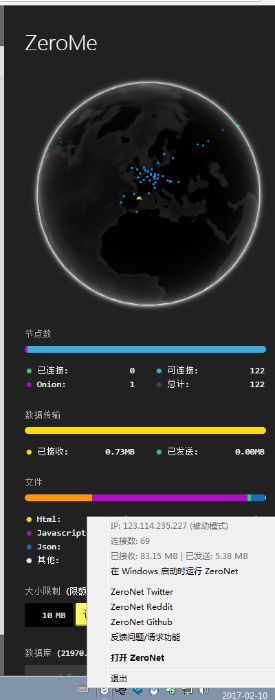 ZeroMe
节点数
已连接: 0 可连接: 122
Onion: 1 总计: 122
数据传输
已接收: 0.73MB 已发送: 0.00MB
文件
Html:
Javascript
Json:
其他:
IP: 123.114.235.227 (被动模式)
连接数: 69
已接收: 83.15 MB | 已发送: 5.38 MB
在 Windows 启动时运行 ZeroNet
ZeroNet Twitter
ZeroNet Reddit
ZeroNet Github
反馈问题/请求功能
打开 ZeroNet
退出
大小限制 (限额
10 MB
数据库 (21970.
2017-02-10